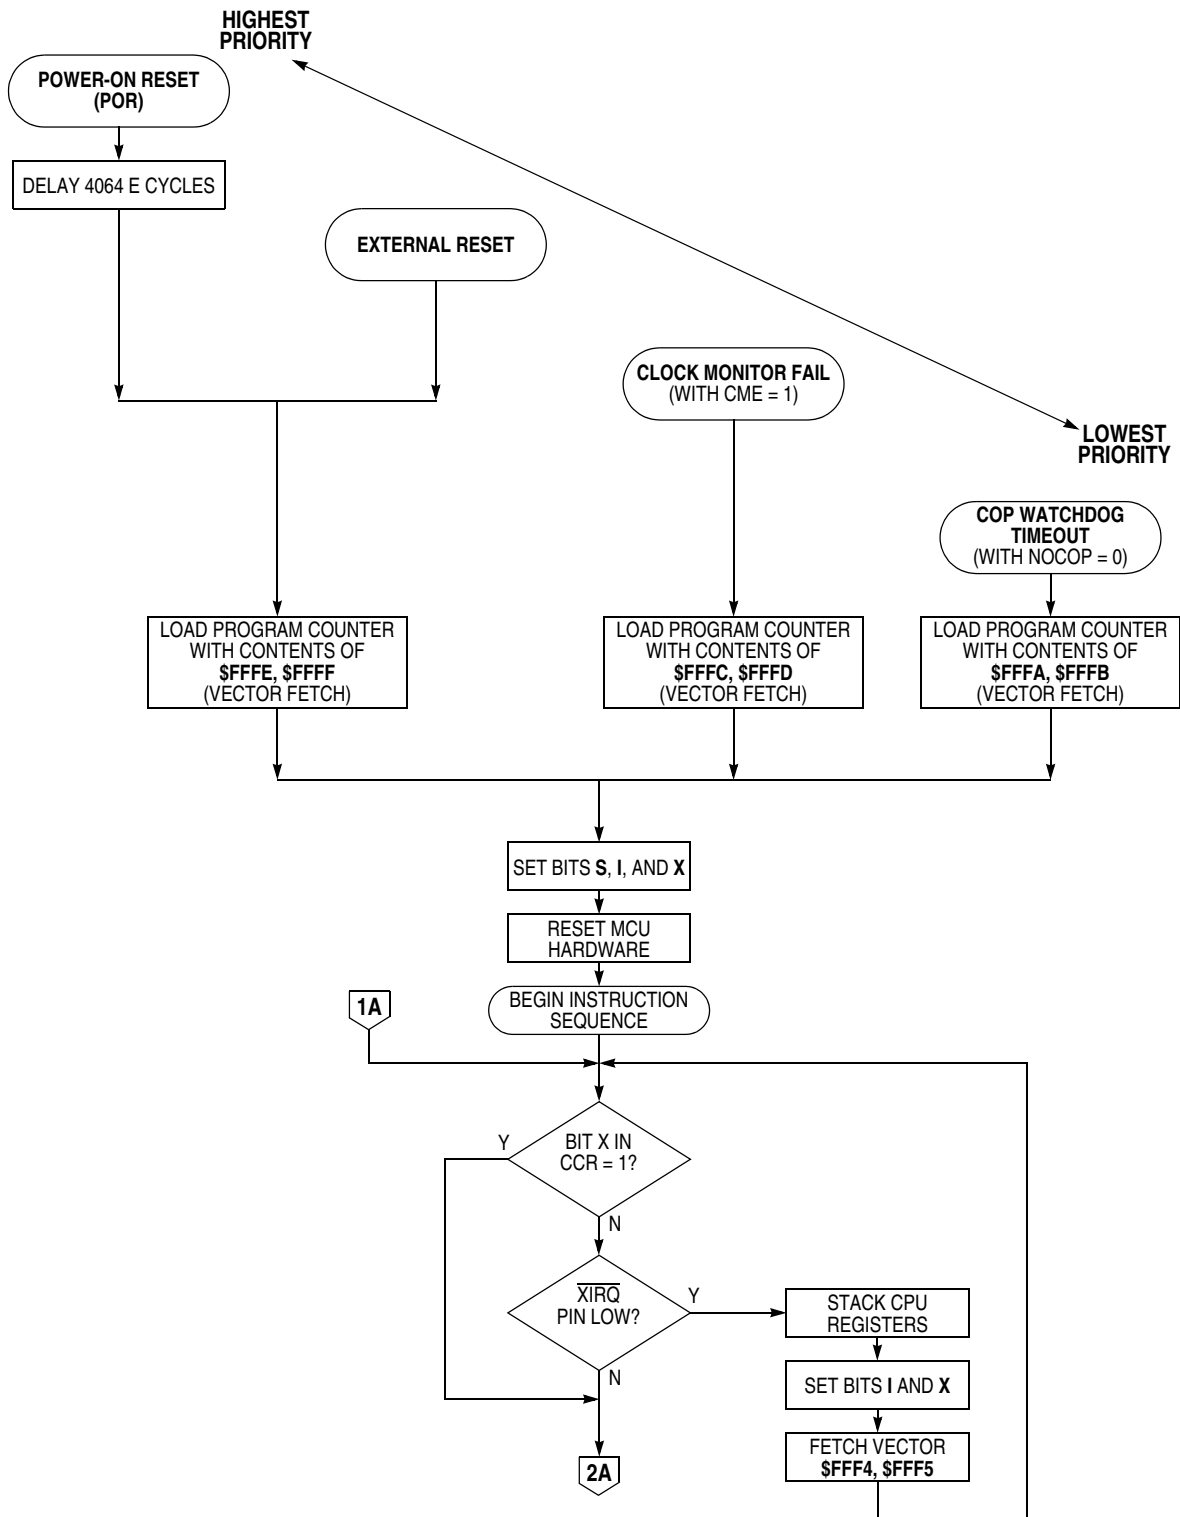 HIGHEST
PRIORITY
POWER-ON RESET
(POR)
DELAY 4064 E CYCLES
EXTERNAL RESET
CLOCK MONITOR FAIL
(WITH CME = 1)
LOWEST
PRIORITY
COP WATCHDOG
TIMEOUT
(WITH NOCOP = 0)
LOAD PROGRAM COUNTER
WITH CONTENTS OF
$FFFE, $FFFF
(VECTOR FETCH)
LOAD PROGRAM COUNTER
WITH CONTENTS OF
$FFFC, $FFFD
(VECTOR FETCH)
LOAD PROGRAM COUNTER
WITH CONTENTS OF
$FFFA, $FFFB
(VECTOR FETCH)
SET BITS S, I, AND X
RESET MCU
HARDWARE
BEGIN INSTRUCTION
SEQUENCE
1A
Y
BIT X IN
CCR = 1?
N
XIRQ
PIN LOW?
Y
N
STACK CPU
REGISTERS
SET BITS I AND X
FETCH VECTOR
$FFF4, $FFF5
2A